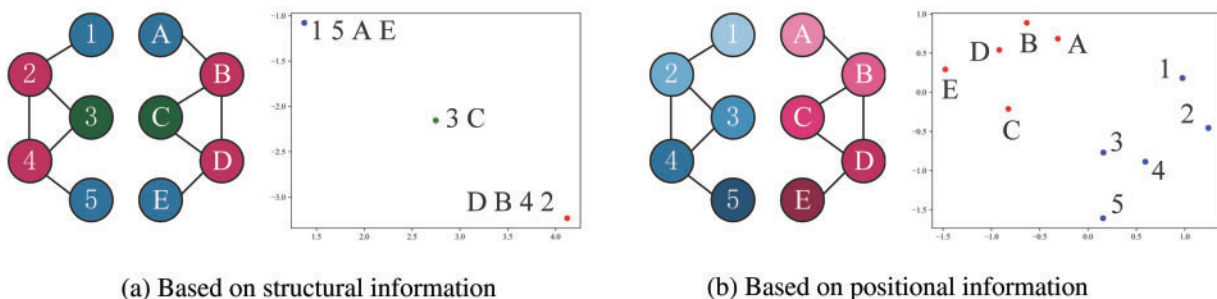 1 A
2 B
3 C
4 D
5 E
-1.0
-1.5
-2.0
-2.5
-3.0
1 5 A E
3 C
D B 4 2
1.5 2.0 2.5 3.0 3.5 4.0
(a) Based on structural information
1 A
2 B
3 C
4 D
5 E
1.0
0.5
0.0
-0.5
-1.0
-1.5
B A
D
E
C
1
2
3
4
5
-1.5 -1.0 -0.5 0.0 0.5 1.0
(b) Based on positional information